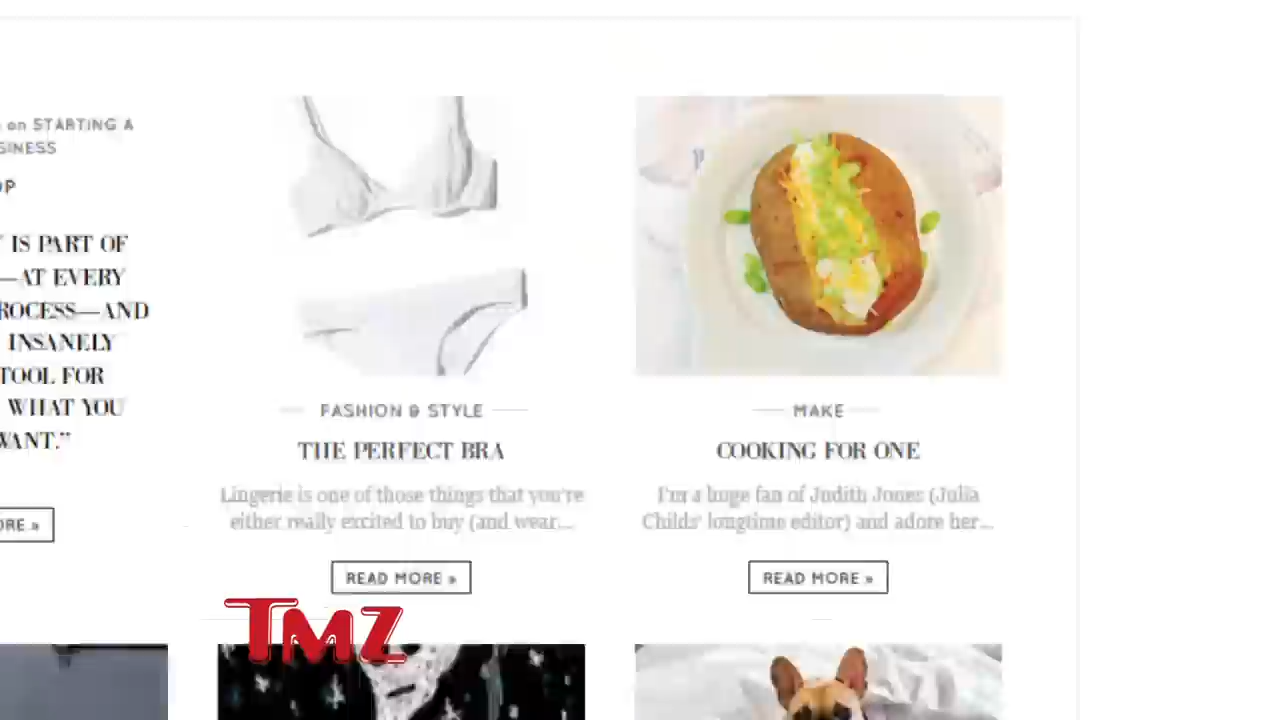 on STARTING A
SINESS
OP
IS PART OF
—AT EVERY
ROCESS—AND
INSANELY
TOOL FOR
WHAT YOU
WANT.”
ORE »
FASHION & STYLE
THE PERFECT BRA
Lingerie is one of those things that you're
either really excited to buy (and wear...
READ MORE »
MAKE
COOKING FOR ONE
I'm a huge fan of Judith Jones (Julia
Childs' longtime editor) and adore her...
READ MORE »
TMZ